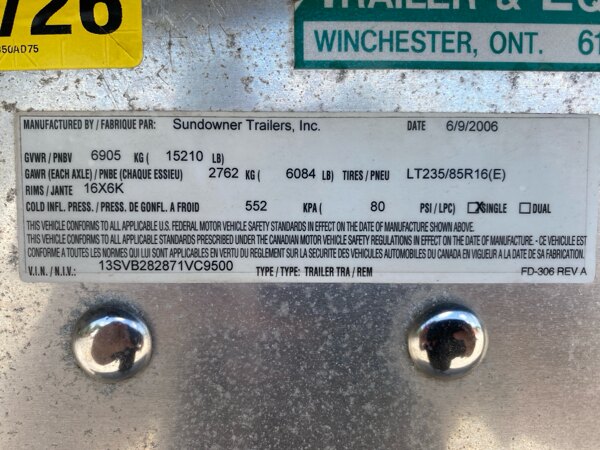 /26
350AD75
TRAILER & EQ
WINCHESTER, ONT. 61
MANUFACTURED BY / FABRIQUE PAR: Sundowner Trailers, Inc. DATE 6/9/2006
GVWR / PNBV 6905 KG ( 15210 LB)
GAWR (EACH AXLE) / PNBE (CHAQUE ESSIEU) 2762 KG ( 6084 LB) TIRES / PNEU LT235/85R16(E)
RIMS / JANTE 16X6K
COLD INFL. PRESS. / PRESS. DE GONFL. A FROID 552 KPA ( 80 PSI / LPC) ☒SINGLE ☐DUAL
THIS VEHICLE CONFORMS TO ALL APPLICABLE U.S. FEDERAL MOTOR VEHICLE SAFETY STANDARDS IN EFFECT ON THE DATE OF MANUFACTURE SHOWN ABOVE.
THIS VEHICLE CONFORMS TO ALL APPLICABLE STANDARDS PRESCRIBED UNDER THE CANADIAN MOTOR VEHICLE SAFETY REGULATIONS IN EFFECT ON THE DATE OF MANUFACTURE - CE VEHICULE EST
CONFORME A TOUTES LES NORMES QUI LUI SONT APPLICABLES EN VERTU DU REGLEMENT SUR LA SECURITE DES VEHICULES AUTOMOBILES DU CANADA EN VIGUEUR A LA DATE DE SA FABRICATION.
V.I.N. / N.I.V.: 13SVB282871VC9500 TYPE / TYPE: TRAILER TRA / REM FD-306 REV A